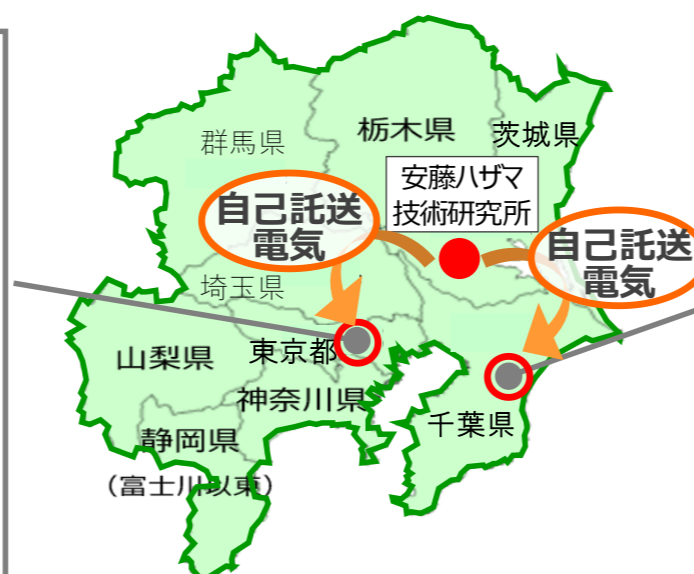 群馬県
栃木県
茨城県
安藤ハザマ
技術研究所
自己託送
電気
自己託送
電気
埼玉県
山梨県
東京都
神奈川県
千葉県
静岡県
（富士川以東）